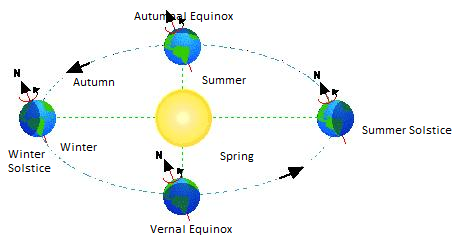 Autumnal Equinox
Autumn
Summer
N
N
N
Summer Solstice
Winter
Solstice
Winter
N
Spring
Vernal Equinox